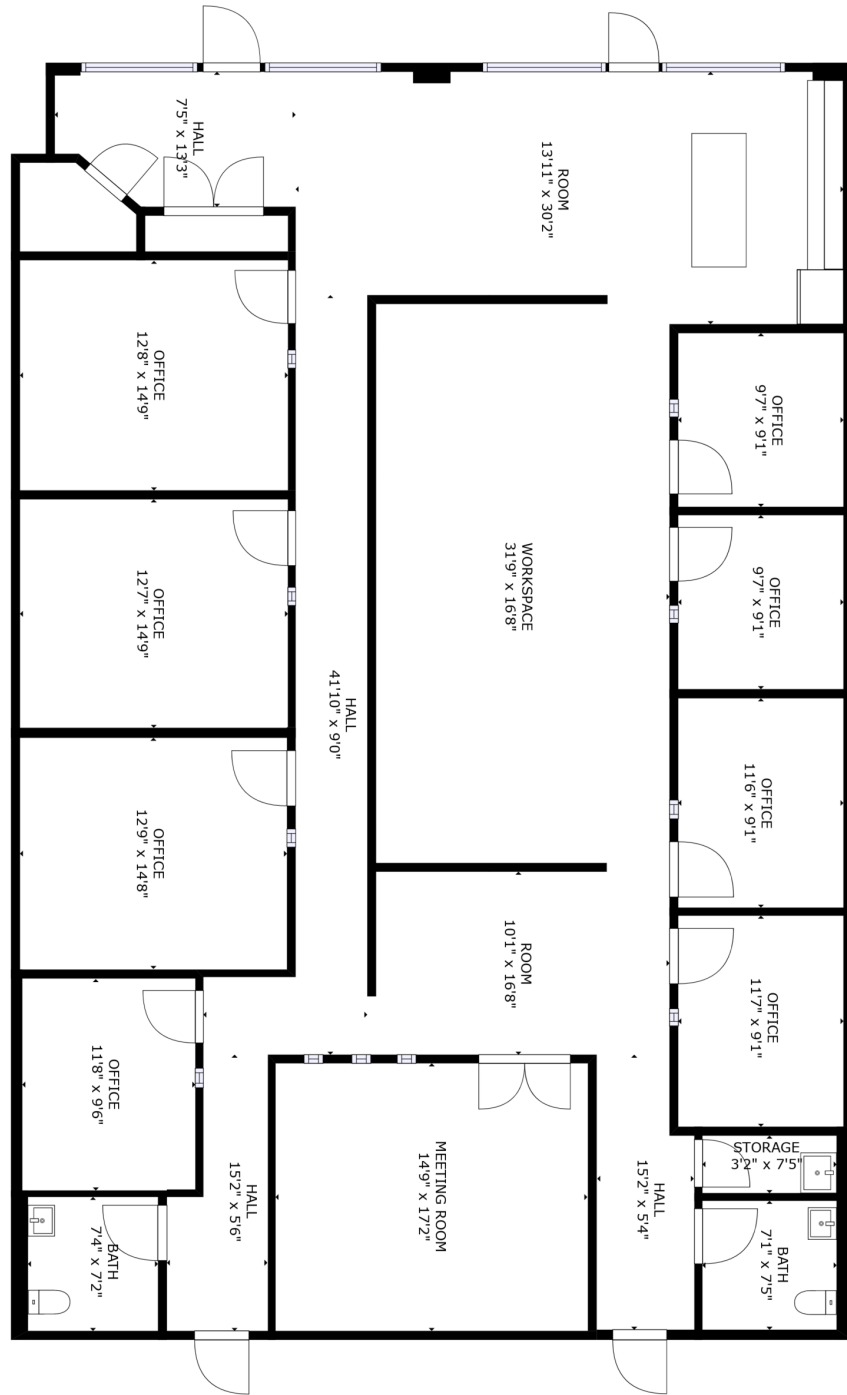 HALL
7'5" x 13'3"
ROOM
13'11" x 30'2"
OFFICE
12'8" x 14'9"
OFFICE
9'7" x 9'1"
OFFICE
12'7" x 14'9"
WORKSPACE
31'9" x 16'8"
OFFICE
9'7" x 9'1"
HALL
41'10" x 9'0"
OFFICE
11'6" x 9'1"
OFFICE
12'9" x 14'8"
ROOM
10'1" x 16'8"
OFFICE
11'7" x 9'1"
OFFICE
11'8" x 9'6"
STORAGE
3'2" x 7'5"
HALL
15'2" x 5'6"
MEETING ROOM
14'9" x 17'2"
HALL
15'2" x 5'4"
BATH
7'4" x 7'2"
BATH
7'1" x 7'5"